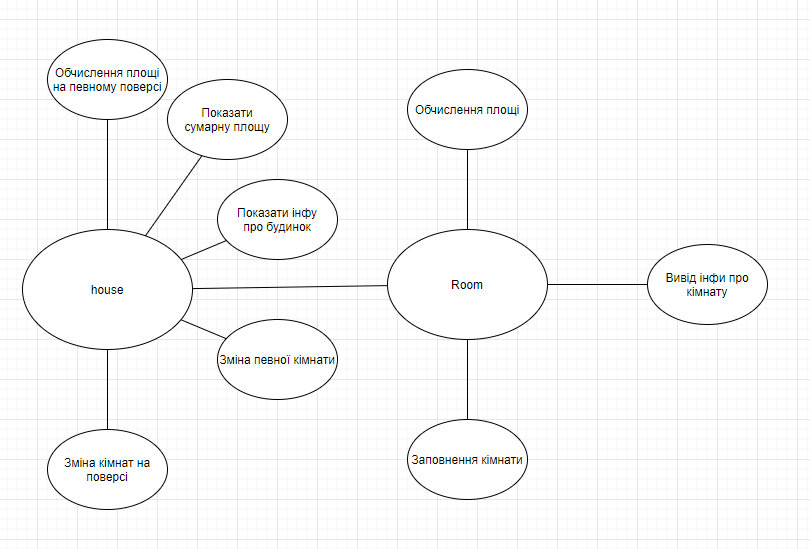 Обчислення площі
на певному поверсі
Показати
сумарну площу
Обчислення площі
Показати інфу
про будинок
house
Room
Вивід інфи про
кімнату
Зміна певної кімнати
Зміна кімнат на
поверсі
Заповнення кімнати